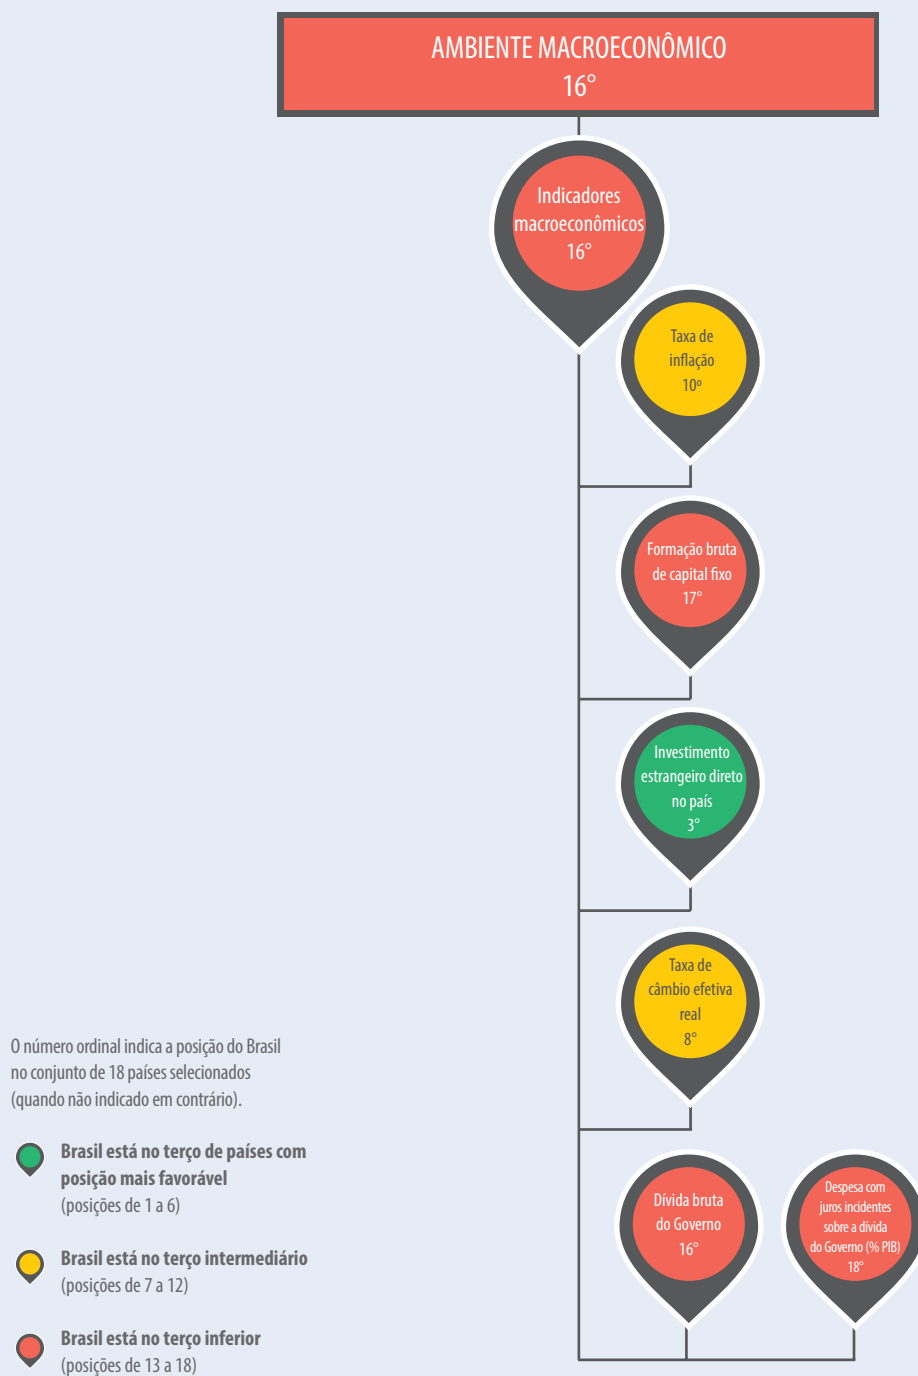 AMBIENTE MACROECONÔMICO
16°
Indicadores
macroeconômicos
16°
Taxa de
inflação
10º
Formação bruta
de capital fixo
17°
Investimento
estrangeiro direto
no país
3°
Taxa de
câmbio efetiva
real
8°
Dívida bruta
do Governo
16°
Despesa com
juros incidentes
sobre a dívida
do Governo (% PIB)
18°
O número ordinal indica a posição do Brasil
no conjunto de 18 países selecionados
(quando não indicado em contrário).
Brasil está no terço de países com
posição mais favorável
(posições de 1 a 6)
Brasil está no terço intermediário
(posições de 7 a 12)
Brasil está no terço inferior
(posições de 13 a 18)